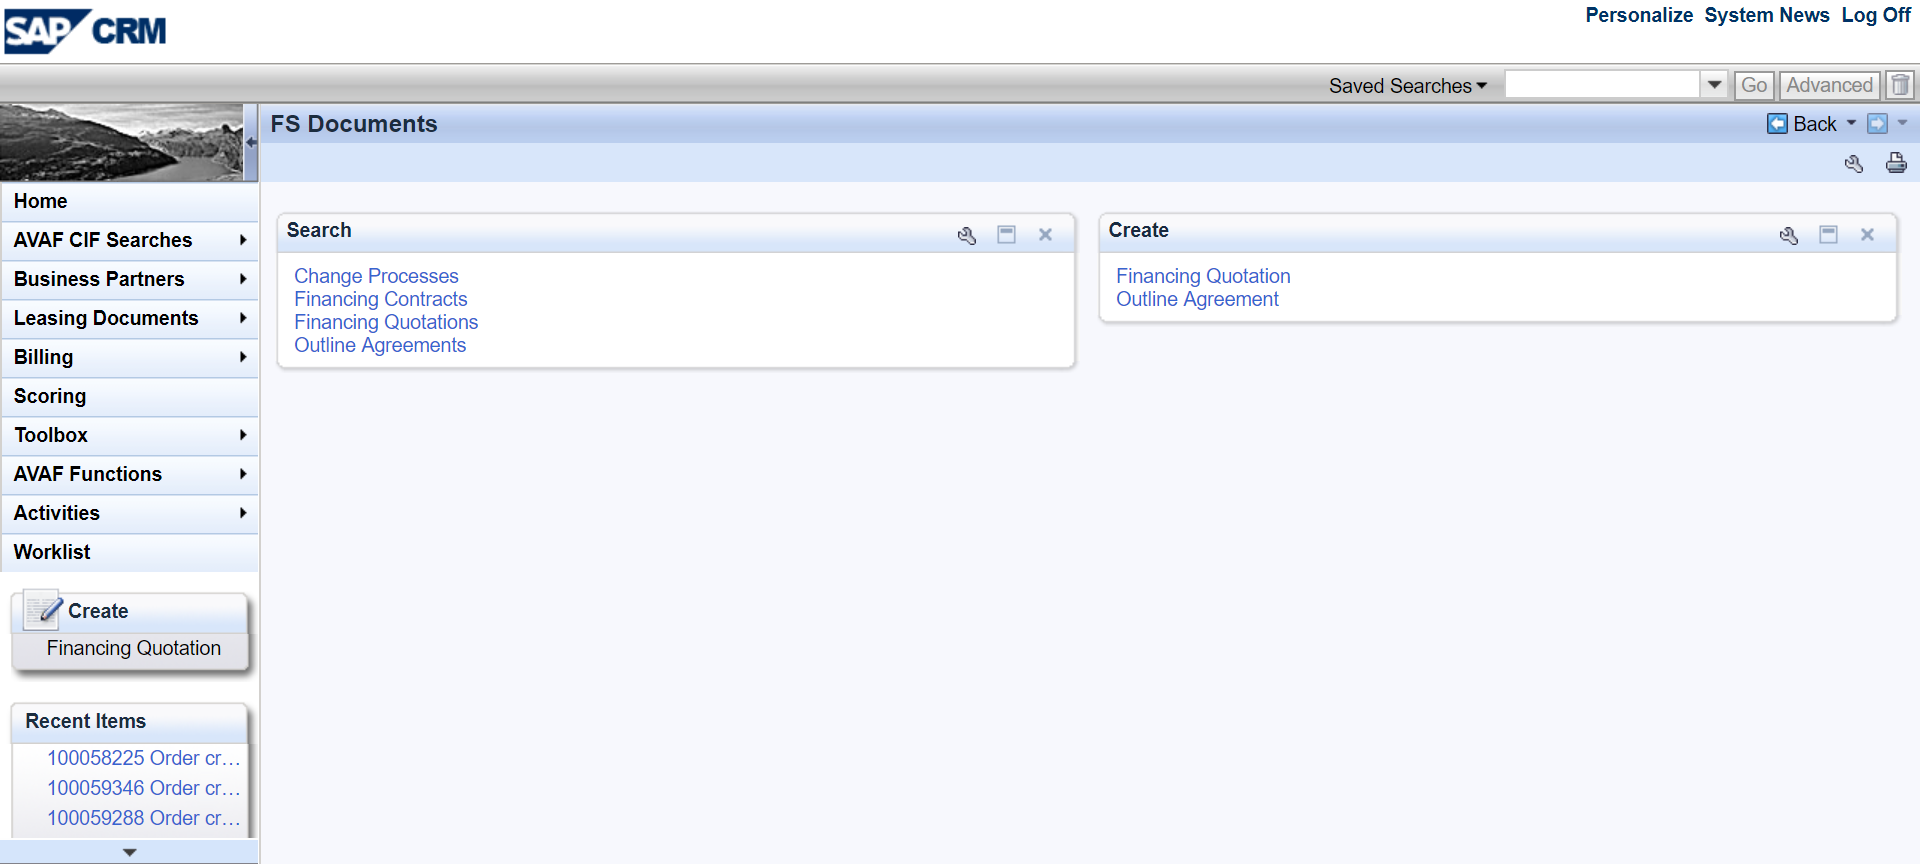 SAP CRM
Personalize System News Log Off
Saved Searches
Go
Advanced
FS Documents
Back
Home
AVAF CIF Searches
Business Partners
Leasing Documents
Billing
Scoring
Toolbox
AVAF Functions
Activities
Worklist
Create
Financing Quotation
Recent Items
100058225 Order cr...
100059346 Order cr...
100059288 Order cr...
Search
Change Processes
Financing Contracts
Financing Quotations
Outline Agreements
Create
Financing Quotation
Outline Agreement